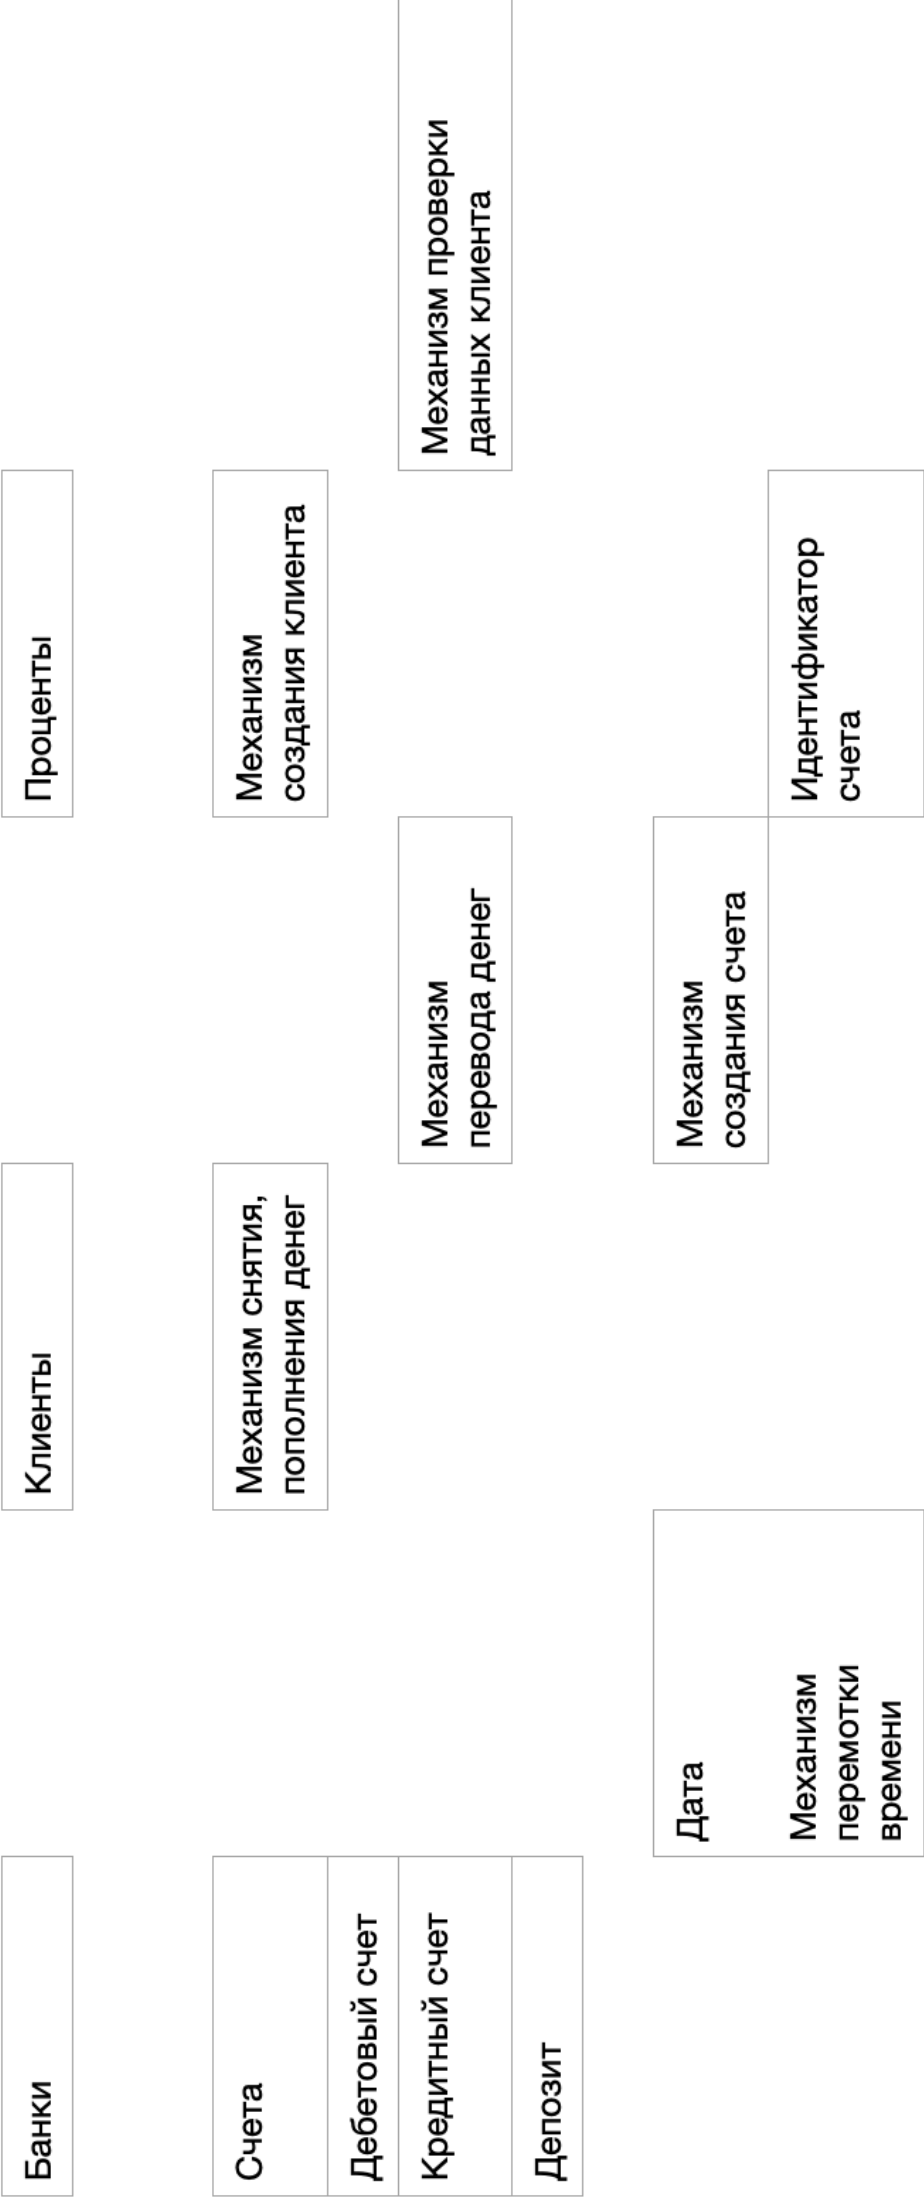 Банки
Клиенты
Проценты
Счета
Механизм снятия,
пополнения денег
Механизм
создания клиента
Дебетовый счет
Кредитный счет
Механизм
перевода денег
Механизм проверки
данных клиента
Депозит
Дата
Механизм
создания счета
Механизм
перемотки
времени
Идентификатор
счета